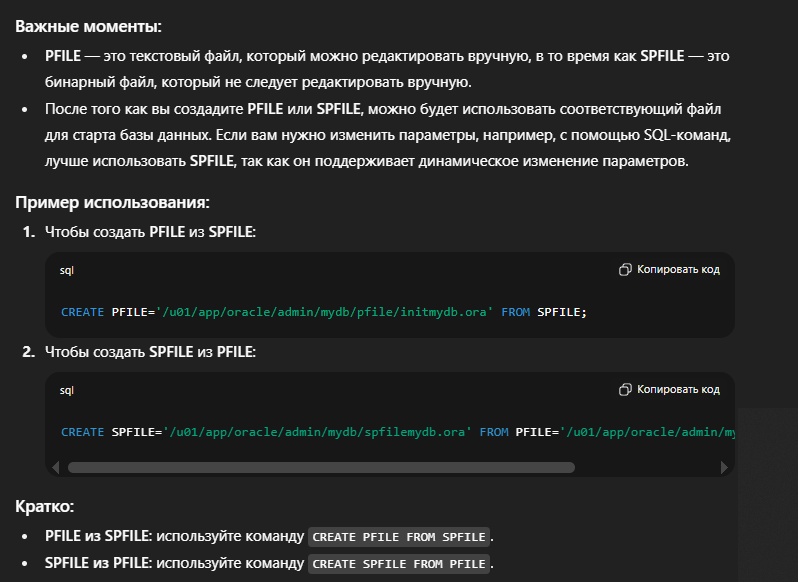 Важные моменты:
• PFILE — это текстовый файл, который можно редактировать вручную, в то время как SPFILE — это
бинарный файл, который не следует редактировать вручную.
• После того как вы создадите PFILE или SPFILE, можно будет использовать соответствующий файл
для старта базы данных. Если вам нужно изменить параметры, например, с помощью SQL-команд,
лучше использовать SPFILE, так как он поддерживает динамическое изменение параметров.
Пример использования:
1. Чтобы создать PFILE из SPFILE:
sql Копировать код
CREATE PFILE='/u01/app/oracle/admin/mydb/pfile/initmydb.ora' FROM SPFILE;
2. Чтобы создать SPFILE из PFILE:
sql Копировать код
CREATE SPFILE='/u01/app/oracle/admin/mydb/spfilemydb.ora' FROM PFILE='/u01/app/oracle/admin/my
Кратко:
• PFILE из SPFILE: используйте команду CREATE PFILE FROM SPFILE.
• SPFILE из PFILE: используйте команду CREATE SPFILE FROM PFILE.